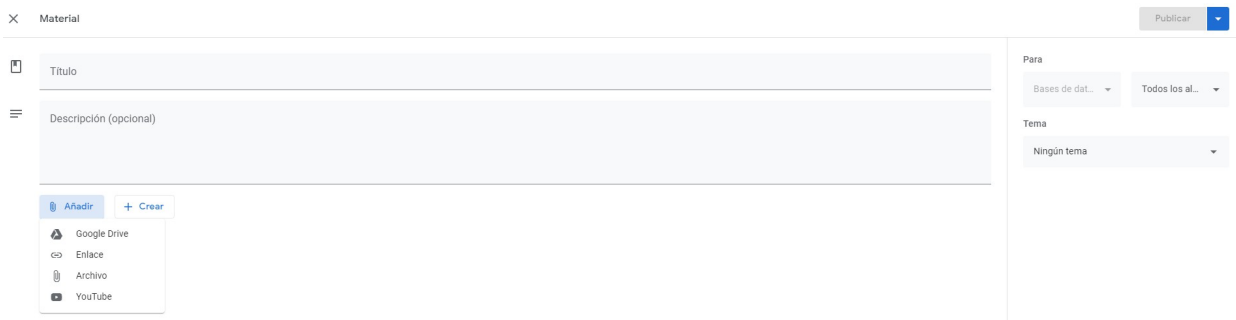 Material
Publicar
Título
Descripción (opcional)
Añadir
+ Crear
Google Drive
Enlace
Archivo
YouTube
Para
Bases de dat...
Todos los al...
Tema
Ningún tema